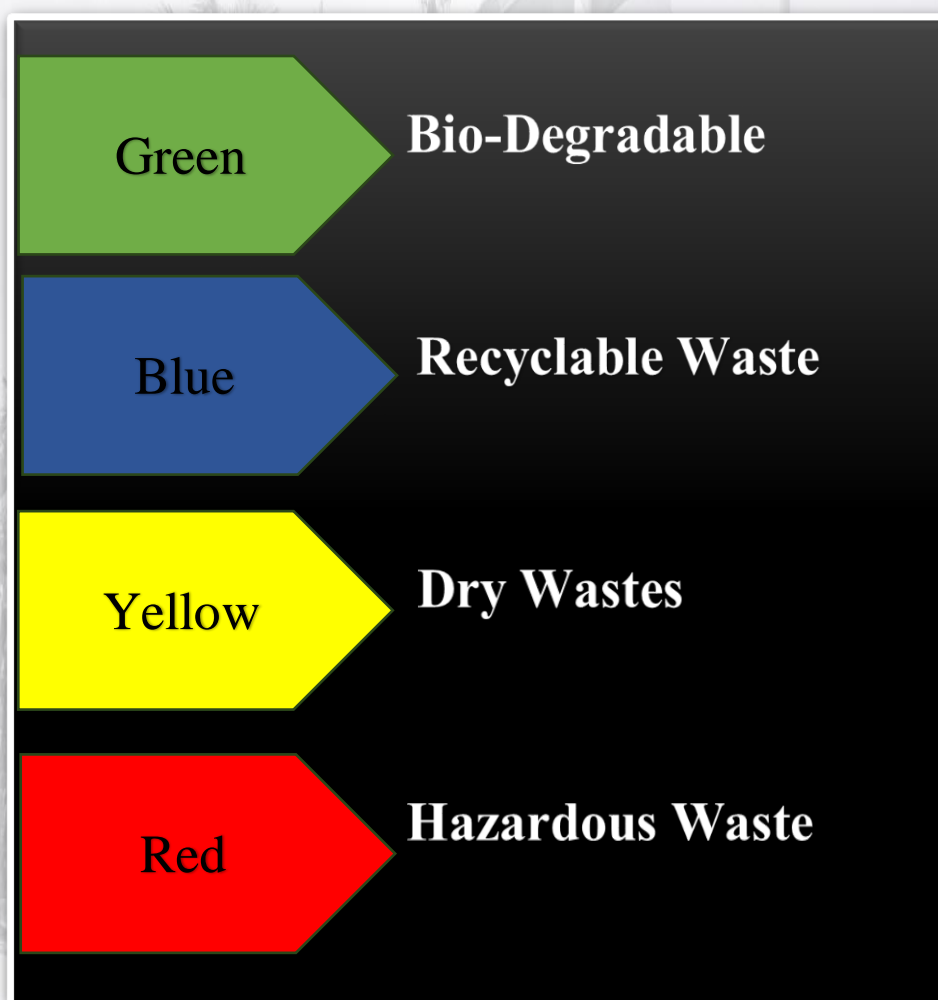 Green
Bio-Degradable
Blue
Recyclable Waste
Yellow
Dry Wastes
Red
Hazardous Waste